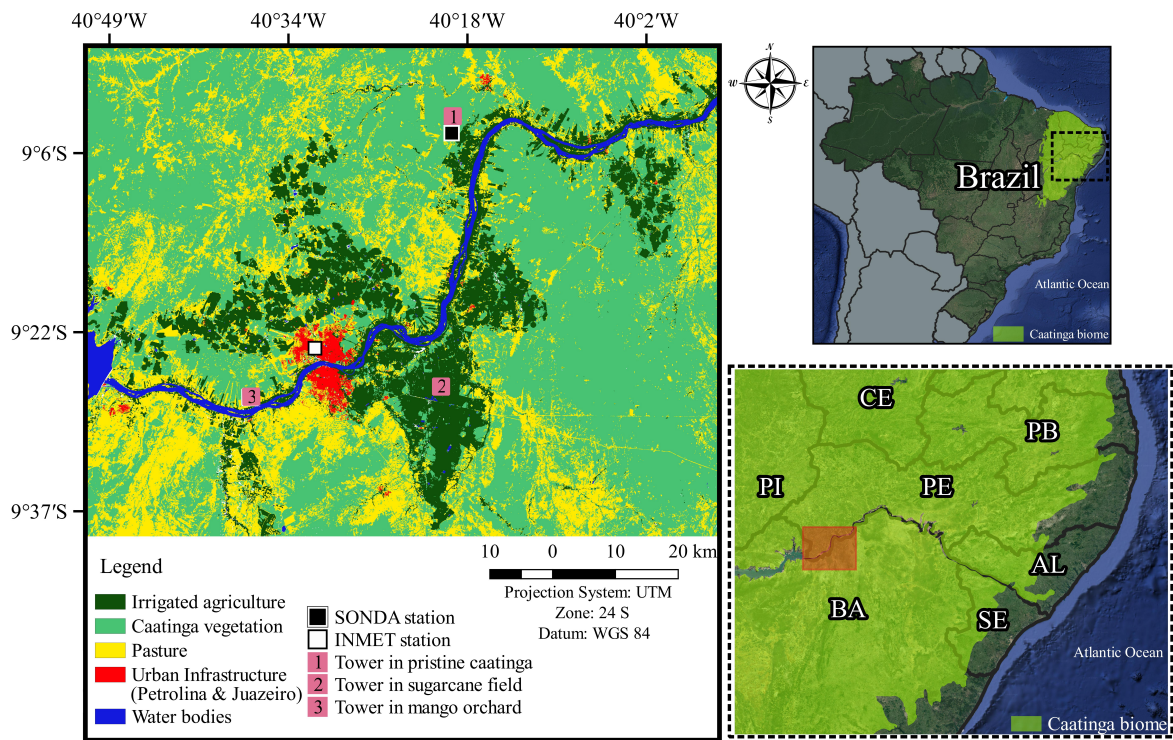 40°49'W 40°34'W 40°18'W 40°2'W
9°6'S
9°22'S
9°37'S
1
2
3
10 0 10 20 km
Projection System: UTM
Zone: 24 S
Datum: WGS 84
Legend
Irrigated agriculture
Caatinga vegetation
Pasture
Urban Infrastructure
(Petrolina & Juazeiro)
Water bodies
SONDA station
INMET station
1 Tower in pristine caatinga
2 Tower in sugarcane field
3 Tower in mango orchard
N
W E
S
Brazil
Atlantic Ocean
Caatinga biome
CE
PB
PI
PE
AL
BA
SE
Atlantic Ocean
Caatinga biome